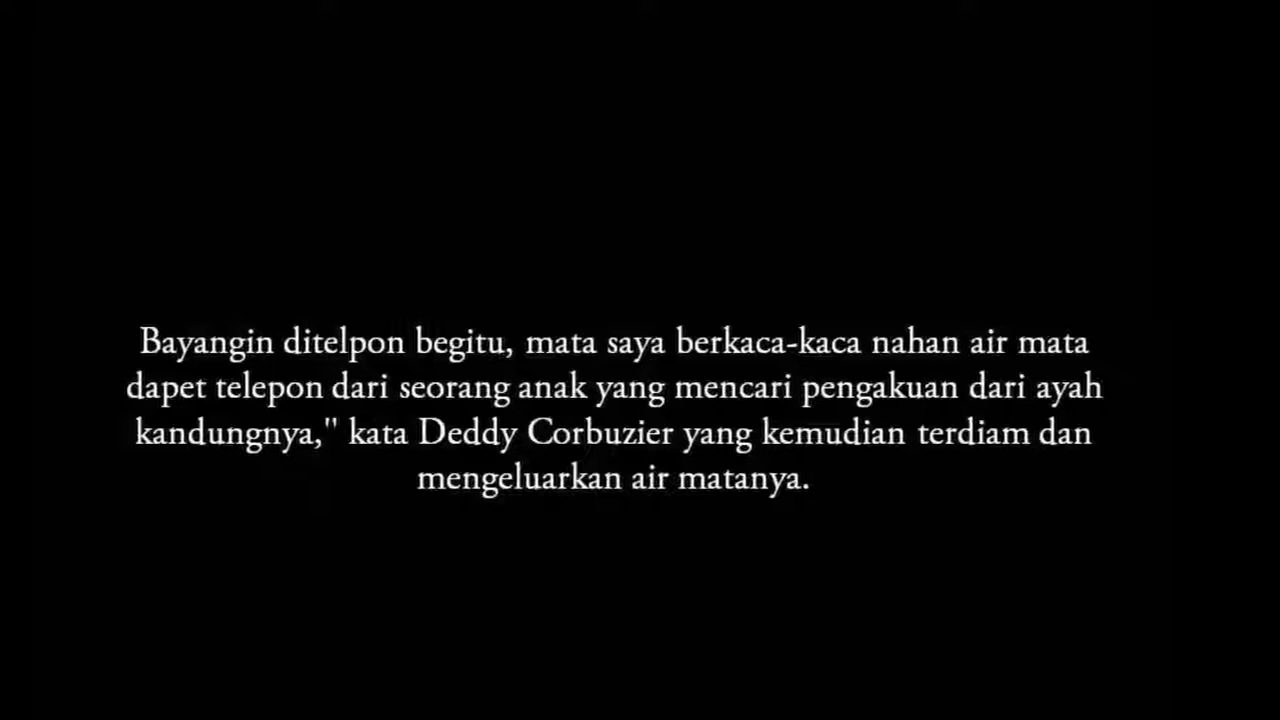 Bayangin ditelpon begitu, mata saya berkaca-kaca nahan air mata
dapet telepon dari seorang anak yang mencari pengakuan dari ayah
kandungnya," kata Deddy Corbuzier yang kemudian terdiam dan
mengeluarkan air matanya.